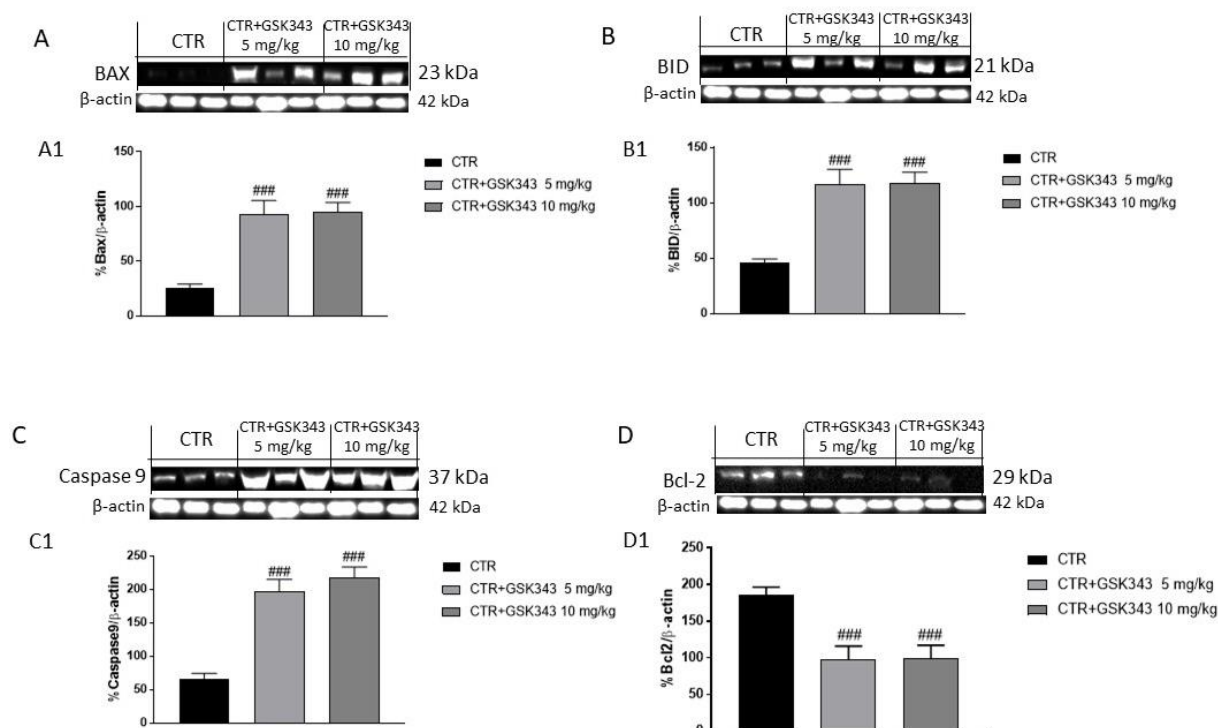 A
CTR
CTR+GSK343
5 mg/kg
CTR+GSK343
10 mg/kg
BAX
23 kDa
β-actin
42 kDa
A1
150
100
50
0
% Bax/β-actin
###
###
CTR
CTR+GSK343 5 mg/kg
CTR+GSK343 10 mg/kg
B
CTR
CTR+GSK343
5 mg/kg
CTR+GSK343
10 mg/kg
BID
21 kDa
β-actin
42 kDa
B1
150
100
50
0
% BID/β-actin
###
###
CTR
CTR+GSK343 5 mg/kg
CTR+GSK343 10 mg/kg
C
CTR
CTR+GSK343
5 mg/kg
CTR+GSK343
10 mg/kg
Caspase 9
37 kDa
β-actin
42 kDa
C1
250
200
150
100
50
0
% Caspase9/β-actin
###
###
CTR
CTR+GSK343 5 mg/kg
CTR+GSK343 10 mg/kg
D
CTR
CTR+GSK343
5 mg/kg
CTR+GSK343
10 mg/kg
Bcl-2
29 kDa
β-actin
42 kDa
D1
250
200
150
100
50
0
% Bcl2/β-actin
###
###
CTR
CTR+GSK343 5 mg/kg
CTR+GSK343 10 mg/kg